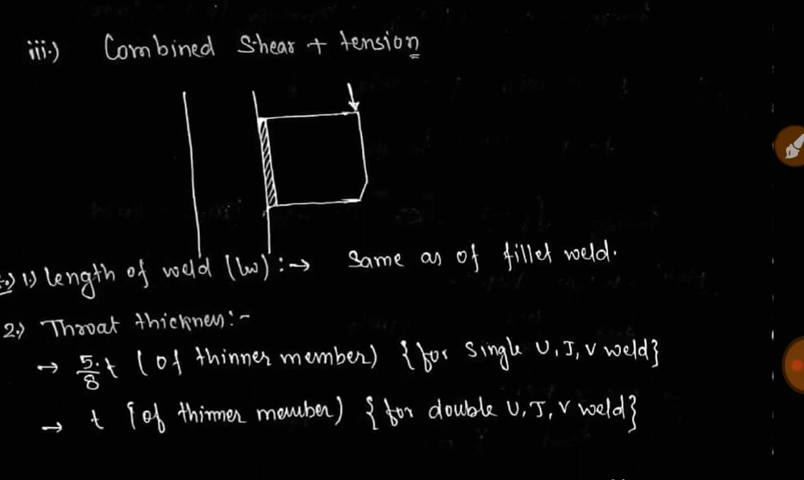 iii.) Combined Shear + tension
1.) Length of weld (lw) :→ Same as of fillet weld.
2.) Throat thickness:-
→ 5/8 t (of thinner member) {for Single U, J, V weld}
→ t (of thinner member) {for double U, J, V weld}